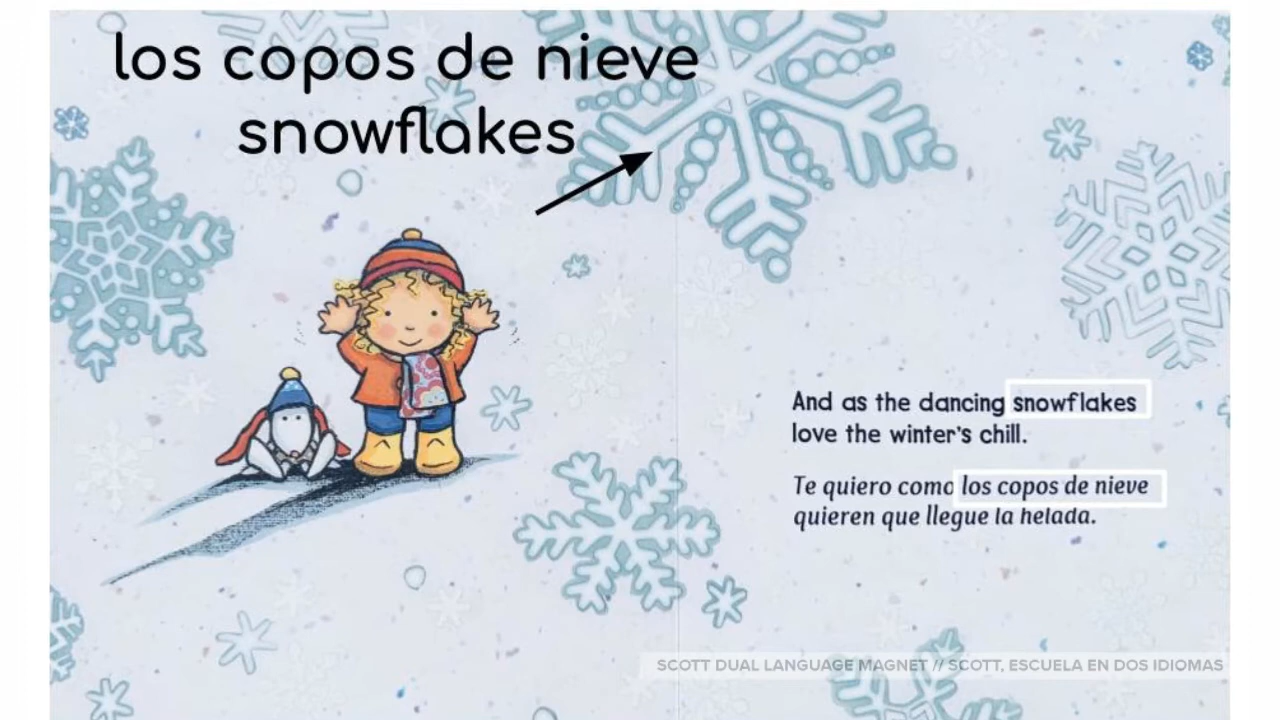 los copos de nieve
snowflakes
And as the dancing snowflakes
love the winter's chill.
Te quiero como los copos de nieve
quieren que llegue la helada.
SCOTT DUAL LANGUAGE MAGNET // SCOTT, ESCUELA EN DOS IDIOMAS